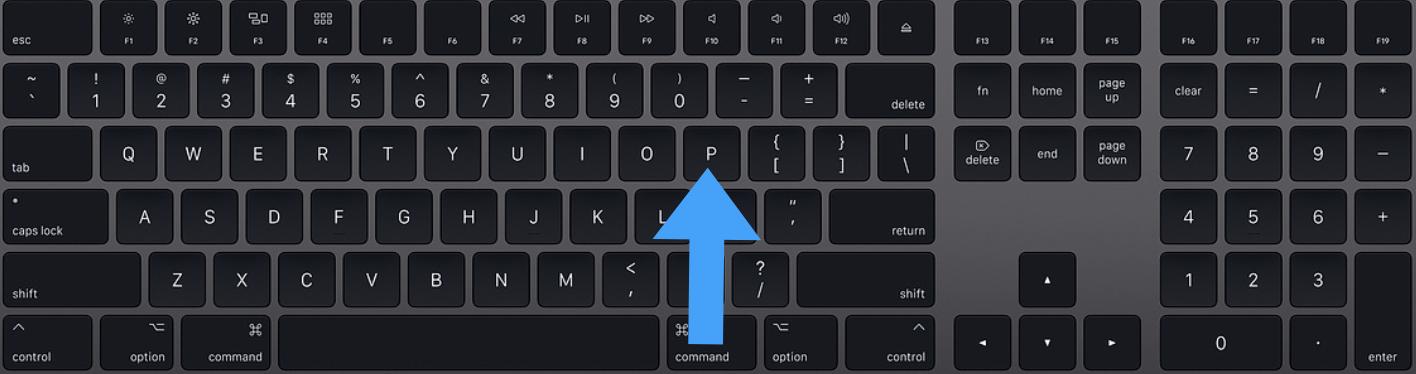 esc F1 F2 F3 F4 F5 F6 F7 F8 F9 F10 F11 F12 F13 F14 F15 F16 F17 F18 F19
~ ! @ # $ % ^ & * ( ) — +
` 1 2 3 4 5 6 7 8 9 0 - = delete fn home page up clear = / *
tab Q W E R T Y U I O P { [ } ] | \ delete end page down 7 8 9 −
caps lock A S D F G H J K L “ ‘ return 4 5 6 +
shift Z X C V B N M < , ? / shift 1 2 3
control option command command option control 0 . enter